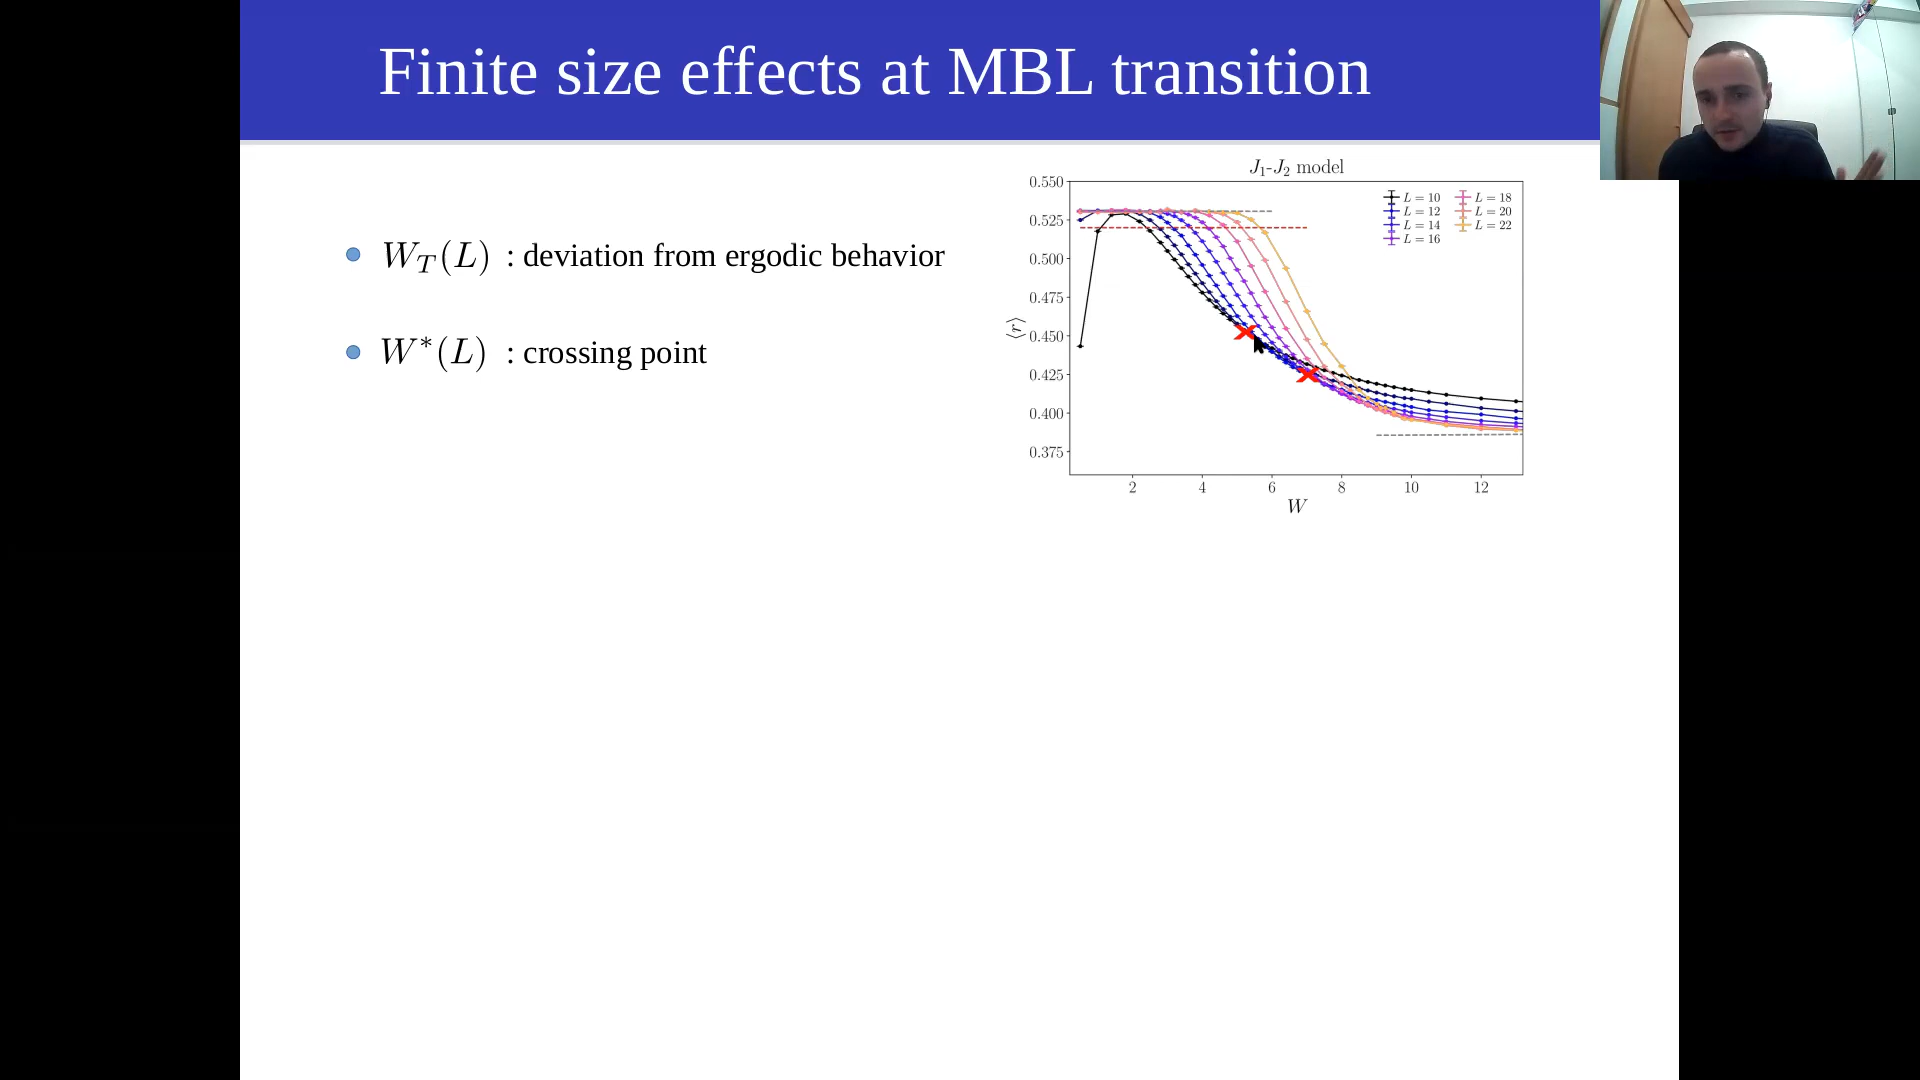 Finite size effects at MBL transition
W_T(L) : deviation from ergodic behavior
W*(L) : crossing point
J₁-J₂ model
0.550
0.525
0.500
0.475
0.450
0.425
0.400
0.375
⟨r⟩
L = 10
L = 12
L = 14
L = 16
L = 18
L = 20
L = 22
2 4 6 8 10 12
W